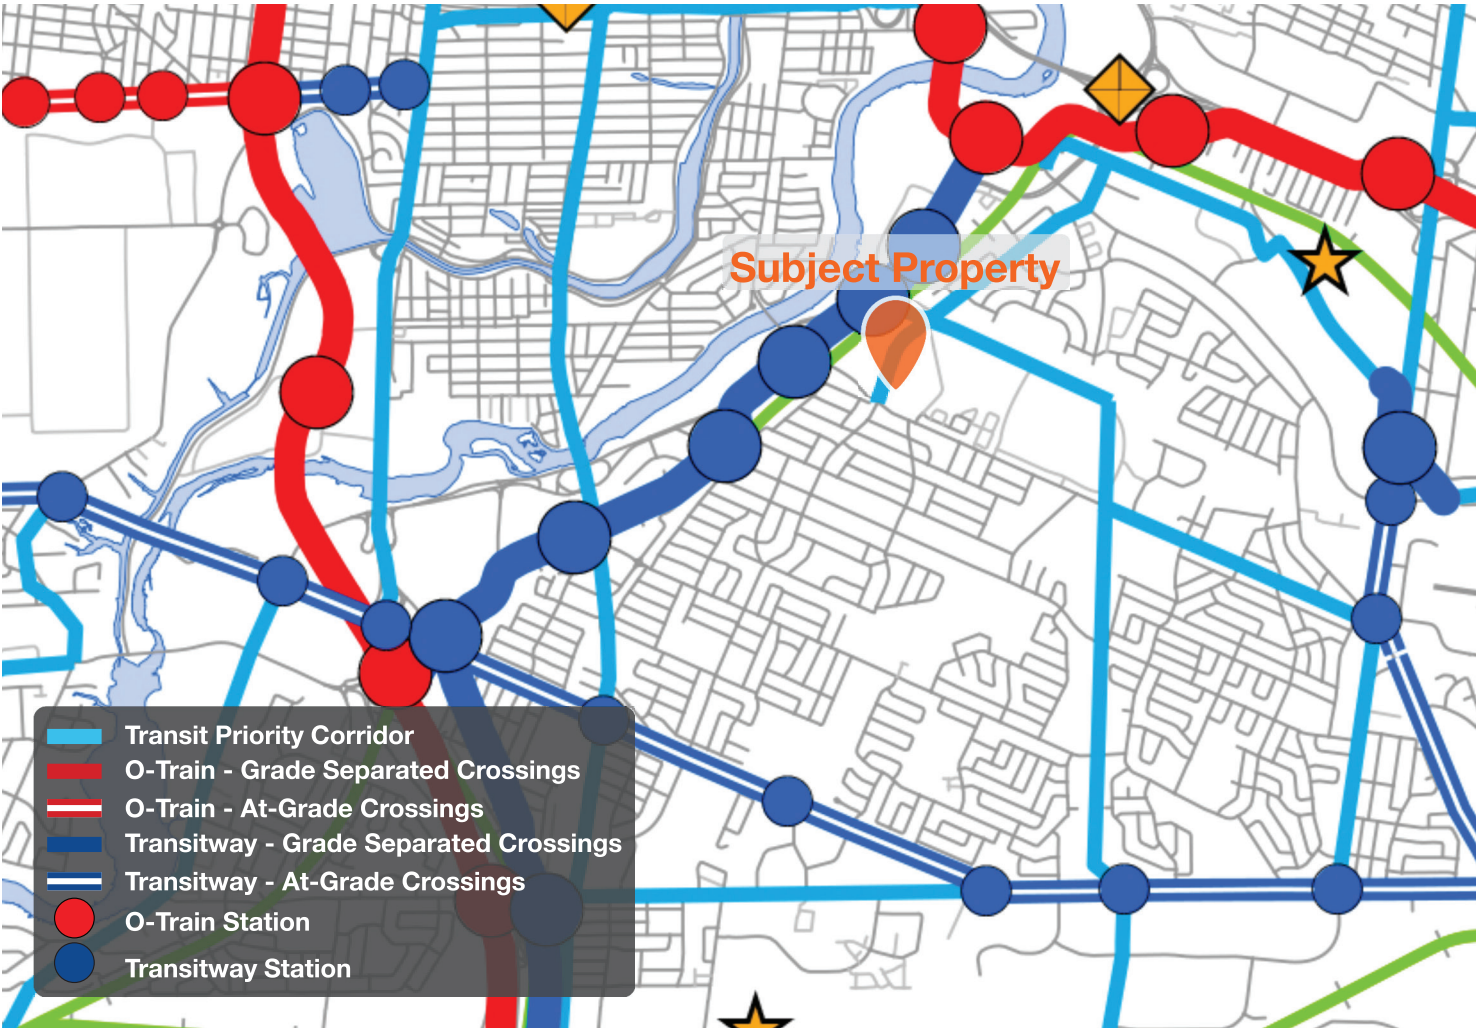 Subject Property
Transit Priority Corridor
O-Train - Grade Separated Crossings
O-Train - At-Grade Crossings
Transitway - Grade Separated Crossings
Transitway - At-Grade Crossings
O-Train Station
Transitway Station